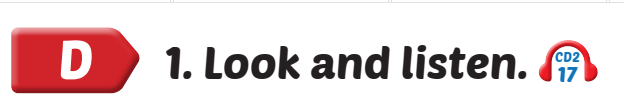 D 1. Look and listen. CD2
17